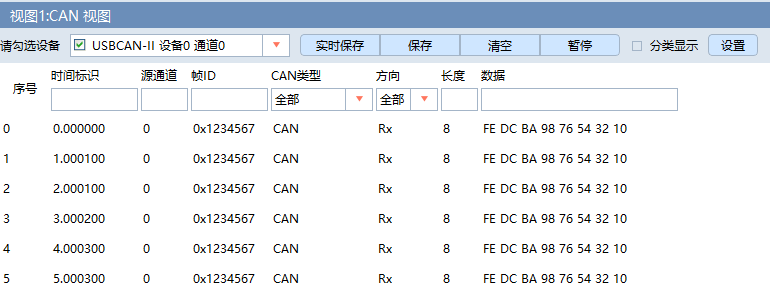 视图1:CAN 视图
请勾选设备 USBCAN-II 设备0 通道0 实时保存 保存 清空 暂停 分类显示 设置
序号 时间标识 源通道 帧ID CAN类型 方向 长度 数据
全部 全部
0 0.000000 0 0x1234567 CAN Rx 8 FE DC BA 98 76 54 32 10
1 1.000100 0 0x1234567 CAN Rx 8 FE DC BA 98 76 54 32 10
2 2.000100 0 0x1234567 CAN Rx 8 FE DC BA 98 76 54 32 10
3 3.000200 0 0x1234567 CAN Rx 8 FE DC BA 98 76 54 32 10
4 4.000300 0 0x1234567 CAN Rx 8 FE DC BA 98 76 54 32 10
5 5.000300 0 0x1234567 CAN Rx 8 FE DC BA 98 76 54 32 10